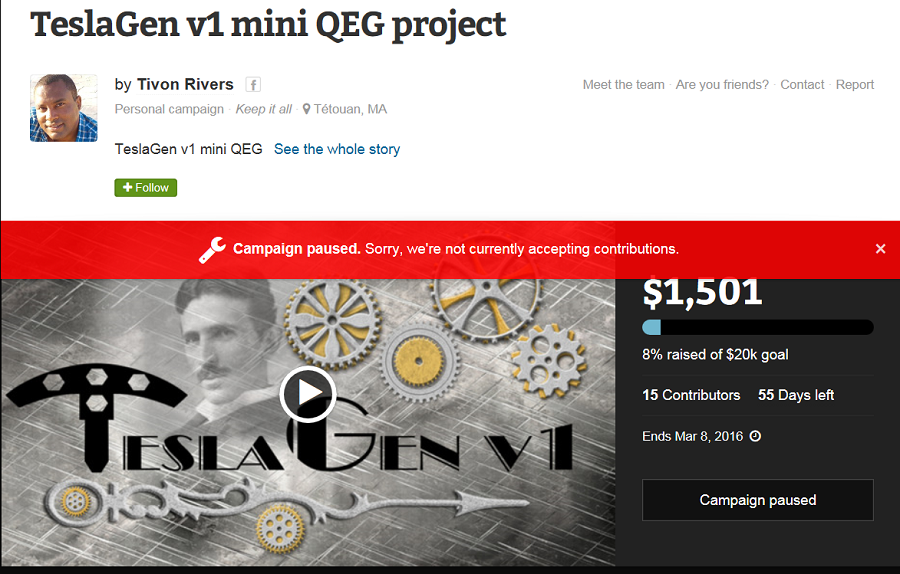 TeslaGen v1 mini QEG project
by Tivon Rivers f
Meet the team · Are you friends? · Contact · Report
Personal campaign · Keep it all · Tétouan, MA
TeslaGen v1 mini QEG See the whole story
+ Follow
Campaign paused. Sorry, we're not currently accepting contributions. ×
$1,501
8% raised of $20k goal
15 Contributors 55 Days left
Ends Mar 8, 2016
Campaign paused
TESLAGEN V1